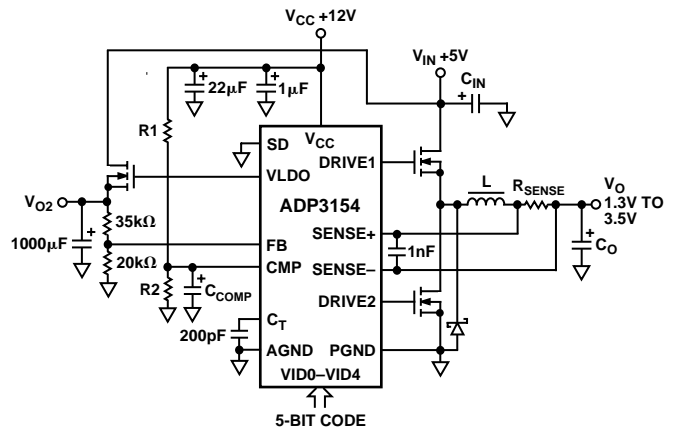 VCC +12V
VIN +5V
CIN
22μF
1μF
R1
SD
VCC
DRIVE1
VLDO
ADP3154
VO2
35kΩ
1000μF
20kΩ
FB
CMP
R2
CCOMP
CT
200pF
AGND
SENSE+
1nF
SENSE–
DRIVE2
PGND
VID0–VID4
5-BIT CODE
L
RSENSE
VO
1.3V TO
3.5V
CO